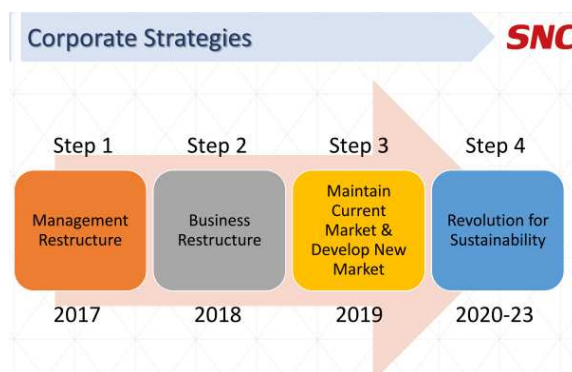 Corporate Strategies
SNC
Step 1
Step 2
Step 3
Step 4
Management
Restructure
Business
Restructure
Maintain
Current
Market &
Develop New
Market
Revolution for
Sustainability
2017
2018
2019
2020-23